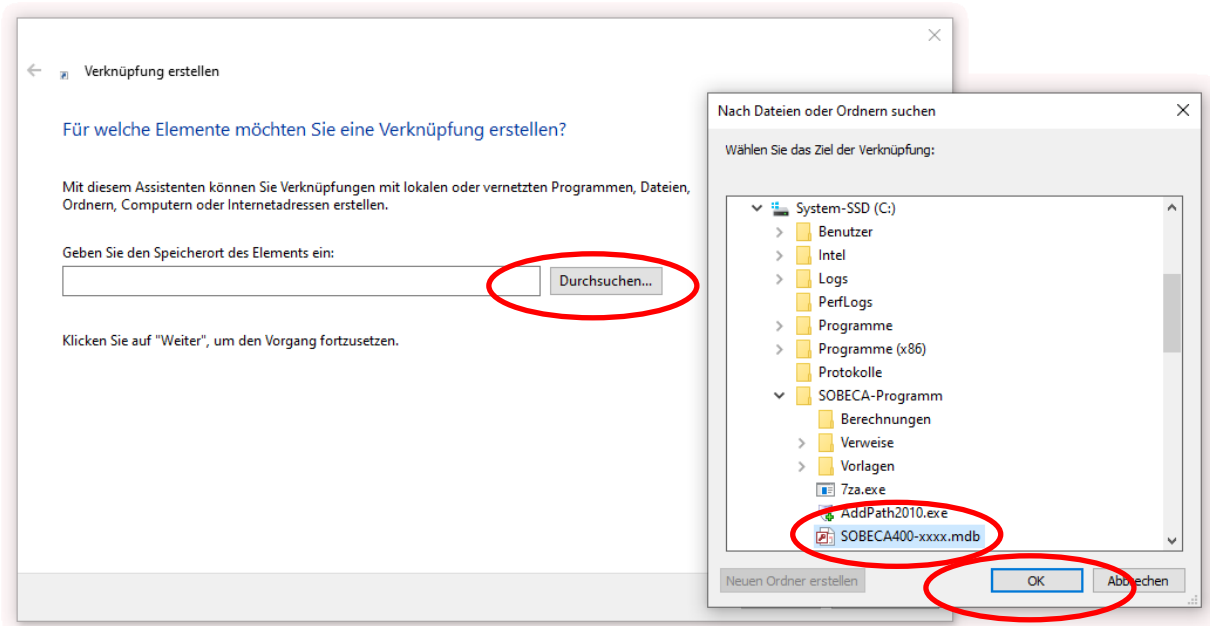 Verknüpfung erstellen
Für welche Elemente möchten Sie eine Verknüpfung erstellen?
Mit diesem Assistenten können Sie Verknüpfungen mit lokalen oder vernetzten Programmen, Dateien,
Ordnern, Computern oder Internetadressen erstellen.
Geben Sie den Speicherort des Elements ein:
Durchsuchen...
Klicken Sie auf "Weiter", um den Vorgang fortzusetzen.
Nach Dateien oder Ordnern suchen
Wählen Sie das Ziel der Verknüpfung:
System-SSD (C:)
Benutzer
Intel
Logs
PerfLogs
Programme
Programme (x86)
Protokolle
SOBECA-Programm
Berechnungen
Verweise
Vorlagen
7za.exe
AddPath2010.exe
SOBECA400-xxxx.mdb
Neuen Ordner erstellen
OK
Abbrechen